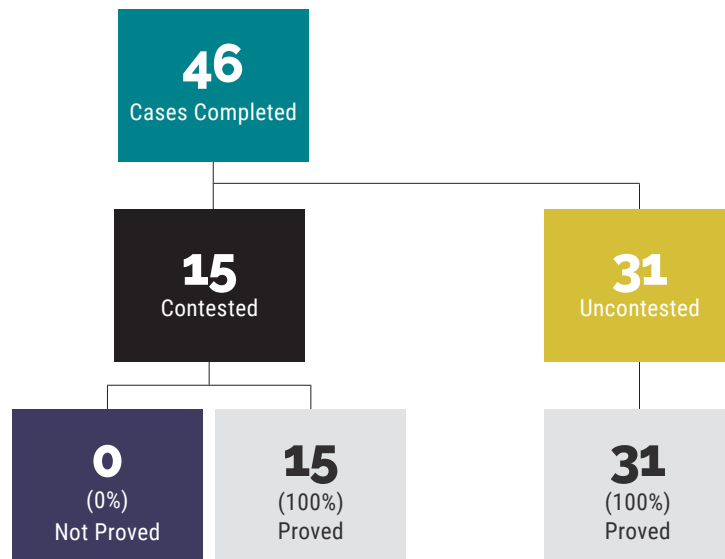 46
Cases Completed
15
Contested
31
Uncontested
0
(0%)
Not Proved
15
(100%)
Proved
31
(100%)
Proved